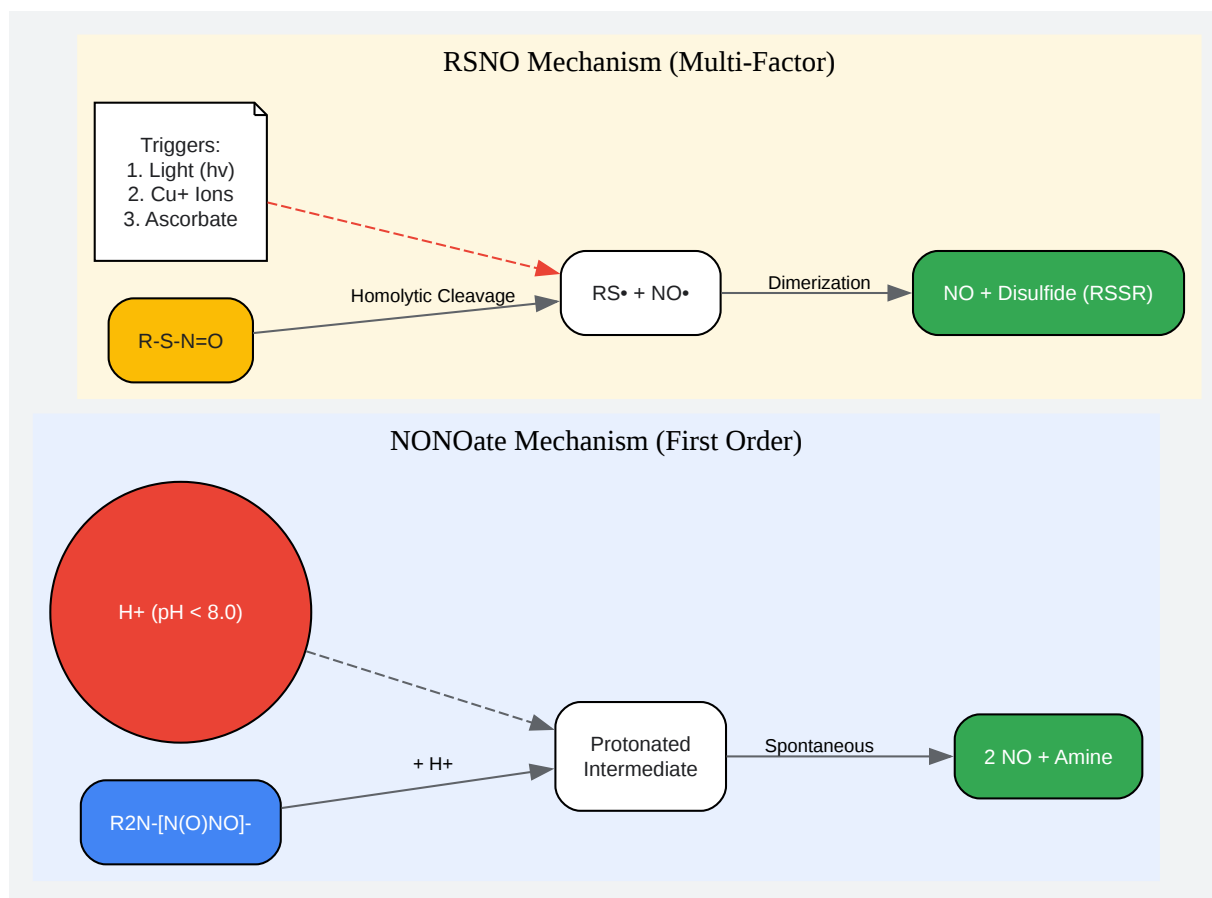 RSNO Mechanism (Multi-Factor)
Triggers:
1. Light (hv)
2. Cu+ Ions
3. Ascorbate
R-S-N=O
Homolytic Cleavage
RS• + NO•
Dimerization
NO + Disulfide (RSSR)
NONOate Mechanism (First Order)
H+ (pH < 8.0)
R2N-[N(O)NO]-
+ H+
Protonated
Intermediate
Spontaneous
2 NO + Amine